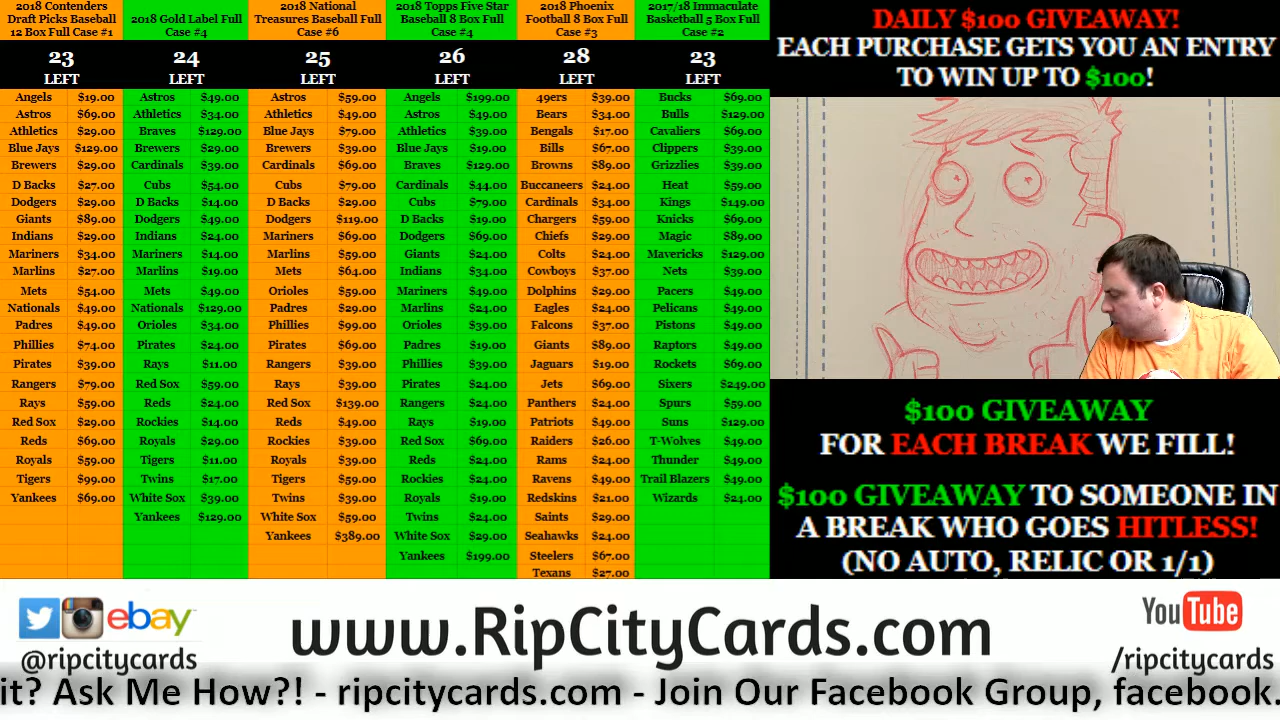 2018 Contenders Draft Picks Baseball 12 Box Full Case #1
23
LEFT
Angels $19.00
Astros $69.00
Athletics $29.00
Blue Jays $129.00
Brewers $29.00
D Backs $27.00
Dodgers $29.00
Giants $89.00
Indians $29.00
Mariners $34.00
Marlins $27.00
Mets $54.00
Nationals $49.00
Padres $49.00
Phillies $74.00
Pirates $39.00
Rangers $79.00
Rays $59.00
Red Sox $29.00
Reds $69.00
Royals $59.00
Tigers $99.00
Yankees $69.00
2018 Gold Label Full Case #4
24
LEFT
Astros $49.00
Athletics $34.00
Braves $129.00
Brewers $29.00
Cardinals $39.00
Cubs $54.00
D Backs $14.00
Dodgers $49.00
Indians $24.00
Mariners $14.00
Marlins $19.00
Mets $49.00
Nationals $129.00
Orioles $34.00
Pirates $24.00
Rays $11.00
Red Sox $59.00
Reds $24.00
Rockies $14.00
Royals $29.00
Tigers $11.00
Twins $17.00
White Sox $39.00
Yankees $129.00
2018 National Treasures Baseball Full Case #6
25
LEFT
Astros $59.00
Athletics $49.00
Blue Jays $79.00
Brewers $39.00
Cardinals $69.00
Cubs $79.00
D Backs $29.00
Dodgers $119.00
Mariners $69.00
Marlins $59.00
Mets $64.00
Orioles $59.00
Padres $29.00
Phillies $99.00
Pirates $69.00
Rangers $39.00
Rays $39.00
Red Sox $139.00
Reds $49.00
Rockies $39.00
Royals $39.00
Tigers $59.00
Twins $39.00
White Sox $59.00
Yankees $389.00
2018 Topps Five Star Baseball 8 Box Full Case #4
26
LEFT
Angels $199.00
Astros $49.00
Athletics $39.00
Blue Jays $19.00
Braves $129.00
Cardinals $44.00
Cubs $79.00
D Backs $19.00
Dodgers $69.00
Giants $24.00
Indians $34.00
Mariners $49.00
Marlins $24.00
Orioles $39.00
Padres $19.00
Phillies $39.00
Pirates $24.00
Rangers $24.00
Rays $19.00
Red Sox $69.00
Reds $24.00
Rockies $24.00
Royals $19.00
Twins $24.00
White Sox $29.00
Yankees $199.00
2018 Phoenix Football 8 Box Full Case #3
28
LEFT
49ers $39.00
Bears $34.00
Bengals $17.00
Bills $67.00
Browns $89.00
Buccaneers $24.00
Cardinals $34.00
Chargers $59.00
Chiefs $29.00
Colts $24.00
Cowboys $37.00
Dolphins $29.00
Eagles $24.00
Falcons $37.00
Giants $89.00
Jaguars $19.00
Jets $69.00
Panthers $24.00
Patriots $49.00
Raiders $26.00
Rams $24.00
Ravens $49.00
Redskins $21.00
Saints $29.00
Seahawks $24.00
Steelers $67.00
Texans $27.00
2017/18 Immaculate Basketball 5 Box Full Case #2
23
LEFT
Bucks $69.00
Bulls $129.00
Cavaliers $69.00
Clippers $39.00
Grizzlies $39.00
Heat $59.00
Kings $149.00
Knicks $69.00
Magic $89.00
Mavericks $129.00
Nets $39.00
Pacers $49.00
Pelicans $49.00
Pistons $49.00
Raptors $49.00
Rockets $69.00
Sixers $249.00
Spurs $59.00
Suns $129.00
T-Wolves $49.00
Thunder $49.00
Trail Blazers $49.00
Wizards $24.00
DAILY $100 GIVEAWAY!
EACH PURCHASE GETS YOU AN ENTRY
TO WIN UP TO $100!
$100 GIVEAWAY
FOR EACH BREAK WE FILL!
$100 GIVEAWAY TO SOMEONE IN
A BREAK WHO GOES HITLESS!
(NO AUTO, RELIC OR 1/1)
ebay
@ripcitycards
www.RipCityCards.com
YouTube
/ripcitycards
it? Ask Me How?! - ripcitycards.com - Join Our Facebook Group, facebook.